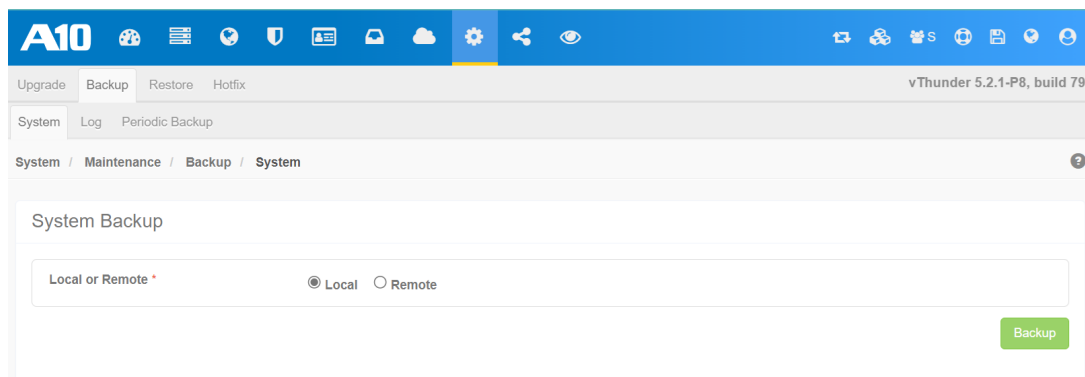 A10 S
Upgrade Backup Restore Hotfix vThunder 5.2.1-P8, build 79
System Log Periodic Backup
System / Maintenance / Backup / System ?
System Backup
Local or Remote * Local Remote
Backup